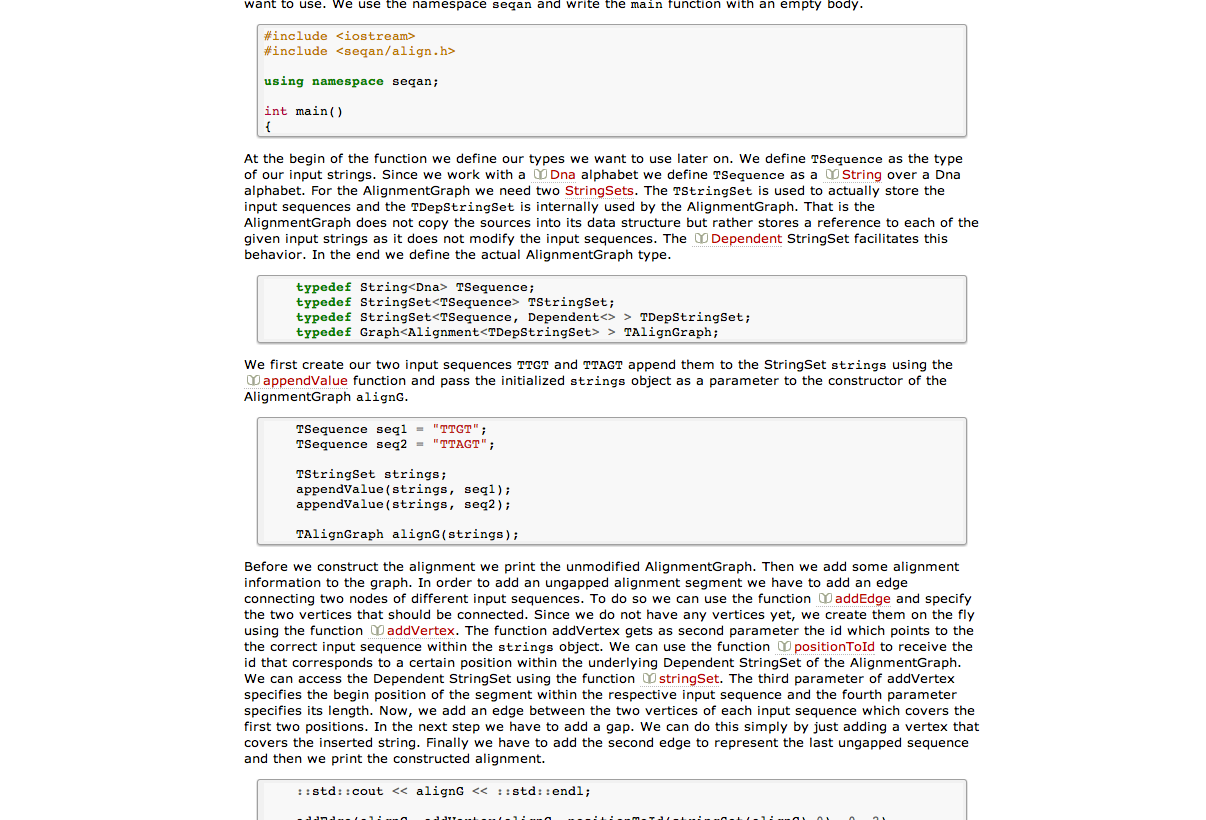 want to use. We use the namespace seqan and write the main function with an empty body.
#include <iostream>
#include <seqan/align.h>
using namespace seqan;
int main()
{
At the begin of the function we define our types we want to use later on. We define TSequence as the type
of our input strings. Since we work with a Dna alphabet we define TSequence as a String over a Dna
alphabet. For the AlignmentGraph we need two StringSets. The TStringSet is used to actually store the
input sequences and the TDepStringSet is internally used by the AlignmentGraph. That is the
AlignmentGraph does not copy the sources into its data structure but rather stores a reference to each of the
given input strings as it does not modify the input sequences. The Dependent StringSet facilitates this
behavior. In the end we define the actual AlignmentGraph type.
typedef String<Dna> TSequence;
typedef StringSet<TSequence> TStringSet;
typedef StringSet<TSequence, Dependent<> > TDepStringSet;
typedef Graph<Alignment<TDepStringSet> > TAlignGraph;
We first create our two input sequences TTGT and TTAGT append them to the StringSet strings using the
appendValue function and pass the initialized strings object as a parameter to the constructor of the
AlignmentGraph alignG.
TSequence seq1 = "TTGT";
TSequence seq2 = "TTAGT";
TStringSet strings;
appendValue(strings, seq1);
appendValue(strings, seq2);
TAlignGraph alignG(strings);
Before we construct the alignment we print the unmodified AlignmentGraph. Then we add some alignment
information to the graph. In order to add an ungapped alignment segment we have to add an edge
connecting two nodes of different input sequences. To do so we can use the function addEdge and specify
the two vertices that should be connected. Since we do not have any vertices yet, we create them on the fly
using the function addVertex. The function addVertex gets as second parameter the id which points to the
the correct input sequence within the strings object. We can use the function positionToId to receive the
id that corresponds to a certain position within the underlying Dependent StringSet of the AlignmentGraph.
We can access the Dependent StringSet using the function stringSet. The third parameter of addVertex
specifies the begin position of the segment within the respective input sequence and the fourth parameter
specifies its length. Now, we add an edge between the two vertices of each input sequence which covers the
first two positions. In the next step we have to add a gap. We can do this simply by just adding a vertex that
covers the inserted string. Finally we have to add the second edge to represent the last ungapped sequence
and then we print the constructed alignment.
::std::cout << alignG << ::std::endl;